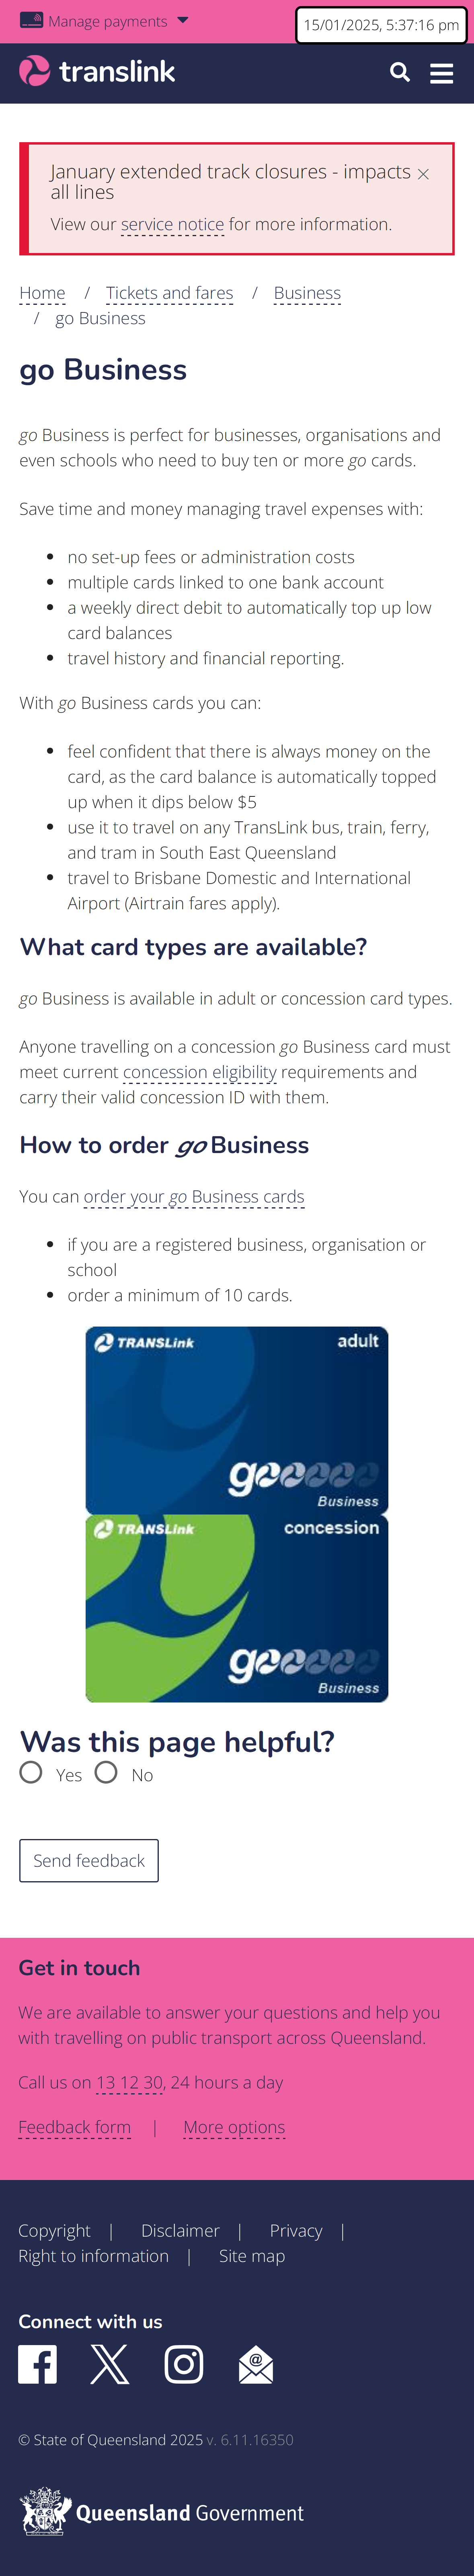 Manage payments
15/01/2025, 5:37:16 pm
translink
January extended track closures - impacts
all lines
View our service notice for more information.
Home / Tickets and fares / Business
/ go Business
go Business
go Business is perfect for businesses, organisations and
even schools who need to buy ten or more go cards.
Save time and money managing travel expenses with:
no set-up fees or administration costs
multiple cards linked to one bank account
a weekly direct debit to automatically top up low
card balances
travel history and financial reporting.
With go Business cards you can:
feel confident that there is always money on the
card, as the card balance is automatically topped
up when it dips below $5
use it to travel on any TransLink bus, train, ferry,
and tram in South East Queensland
travel to Brisbane Domestic and International
Airport (Airtrain fares apply).
What card types are available?
go Business is available in adult or concession card types.
Anyone travelling on a concession go Business card must
meet current concession eligibility requirements and
carry their valid concession ID with them.
How to order go Business
You can order your go Business cards
if you are a registered business, organisation or
school
order a minimum of 10 cards.
TRANSLink adult
go
Business
TRANSLink concession
go
Business
Was this page helpful?
Yes No
Send feedback
Get in touch
We are available to answer your questions and help you
with travelling on public transport across Queensland.
Call us on 13 12 30, 24 hours a day
Feedback form | More options
Copyright | Disclaimer | Privacy |
Right to information | Site map
Connect with us
© State of Queensland 2025 v. 6.11.16350
Queensland Government